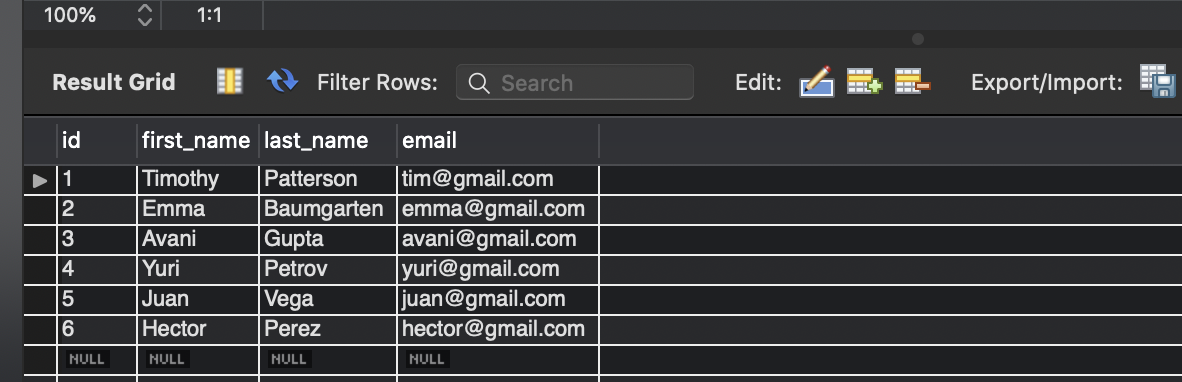 100% 1:1
Result Grid Filter Rows: Search Edit: Export/Import:
id first_name last_name email
1 Timothy Patterson tim@gmail.com
2 Emma Baumgarten emma@gmail.com
3 Avani Gupta avani@gmail.com
4 Yuri Petrov yuri@gmail.com
5 Juan Vega juan@gmail.com
6 Hector Perez hector@gmail.com
NULL NULL NULL NULL